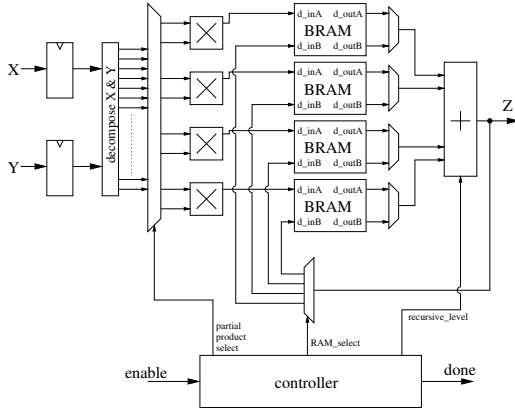 X
Y
decompose X & Y
d_inA d_outA
BRAM
d_inB d_outB
d_inA d_outA
BRAM
d_inB d_outB
d_inA d_outA
BRAM
d_inB d_outB
d_inA d_outA
BRAM
d_inB d_outB
Z
partial
product
select
RAM_select
recursive_level
enable
controller
done